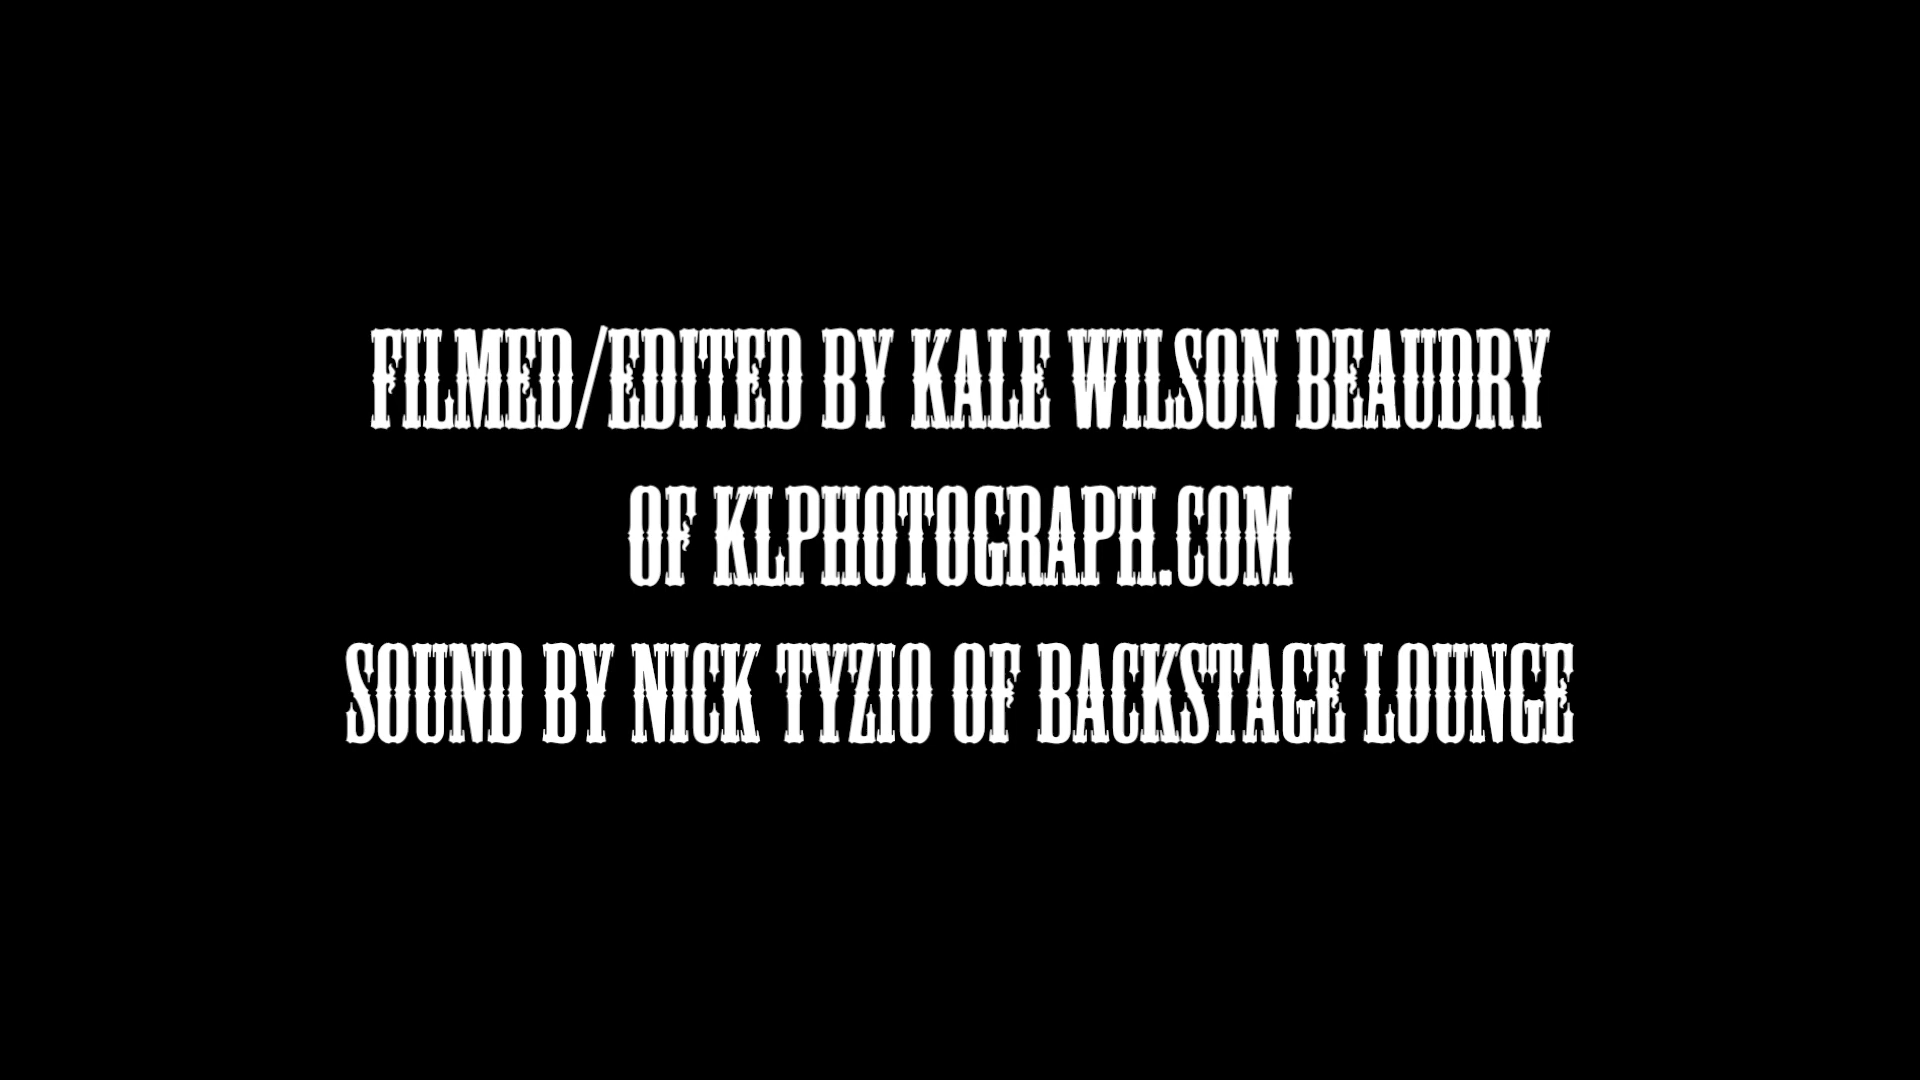 FILMED/EDITED BY KALE WILSON BEAUDRY
OF KLPHOTOGRAPH.COM
SOUND BY NICK TYZIO OF BACKSTAGE LOUNGE